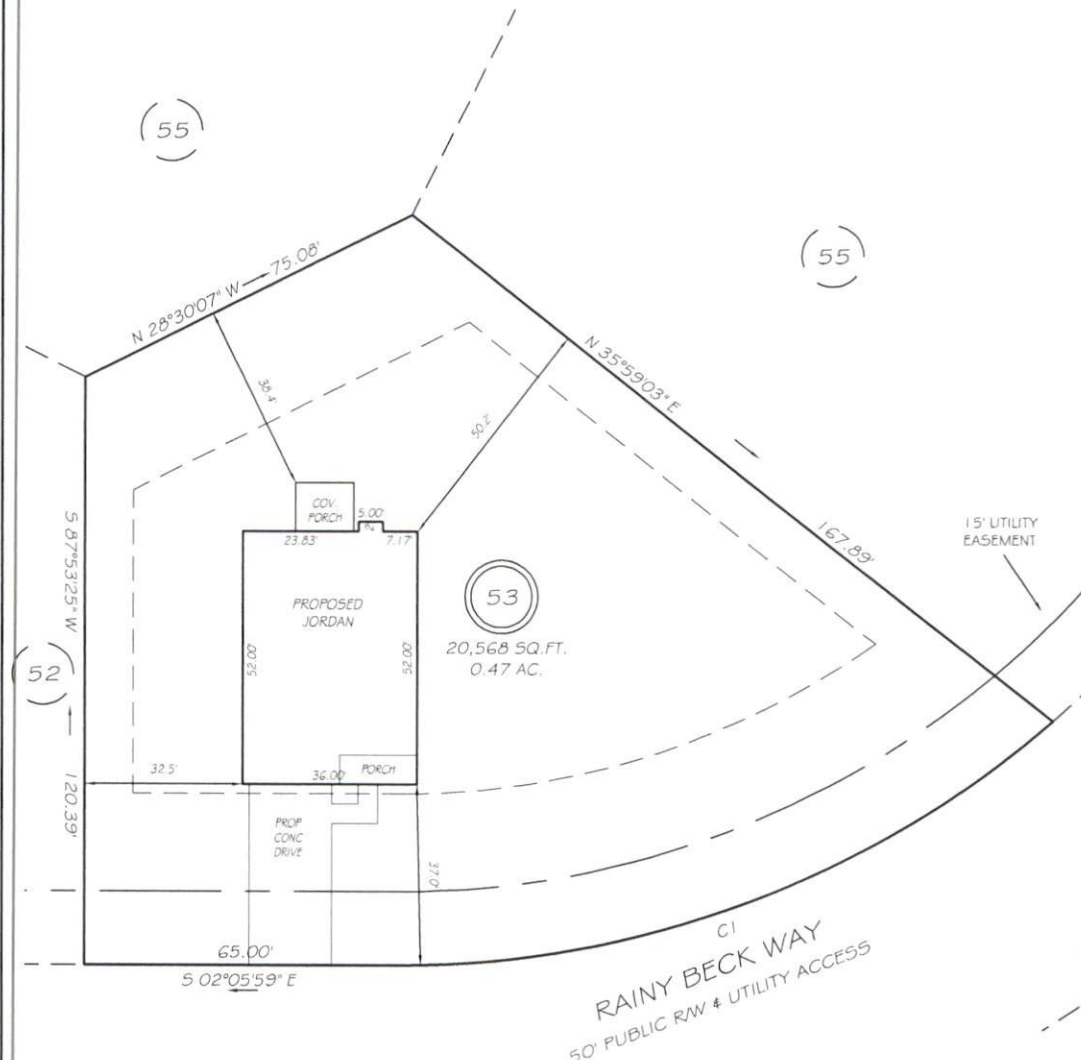 55
55
N 28°30'07" W
75.08'
N 35°59'03" E
167.89'
38.4'
50.2'
15' UTILITY
EASEMENT
COV.
PORCH
5.00'
2'
23.83'
7.17'
S 87°53'25" W
120.39'
52
PROPOSED
JORDAN
52.00'
52.00'
53
20,568 SQ.FT.
0.47 AC.
32.5'
36.00'
PORCH
PROP
CONC
DRIVE
37.0'
65.00'
S 02°05'59" E
C1
RAINY BECK WAY
50' PUBLIC R/W & UTILITY ACCESS